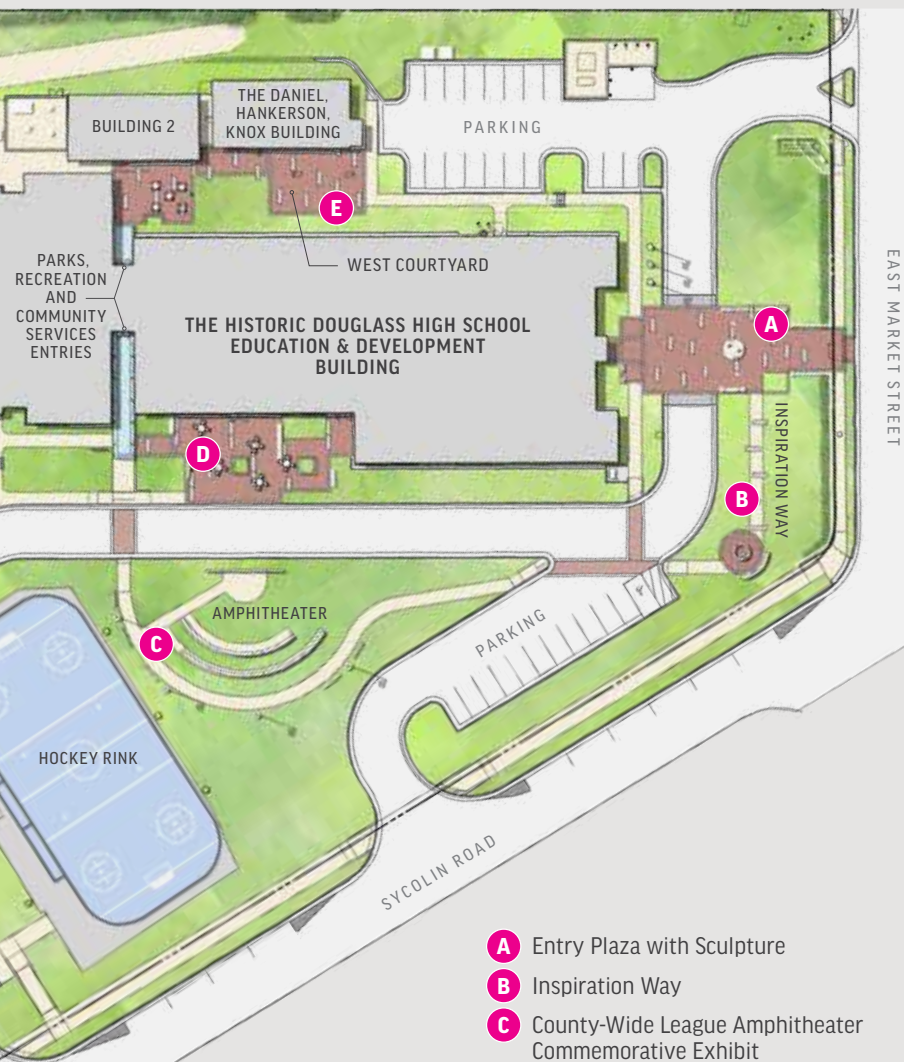 THE DANIEL,
HANKERSON,
KNOX BUILDING
BUILDING 2
PARKING
E
WEST COURTYARD
PARKS,
RECREATION
AND
COMMUNITY
SERVICES
ENTRIES
THE HISTORIC DOUGLASS HIGH SCHOOL
EDUCATION & DEVELOPMENT
BUILDING
A
EAST MARKET STREET
INSPIRATION WAY
D
B
AMPHITHEATER
C
PARKING
HOCKEY RINK
SYCOLIN ROAD
A Entry Plaza with Sculpture
B Inspiration Way
C County-Wide League Amphitheater
Commemorative Exhibit